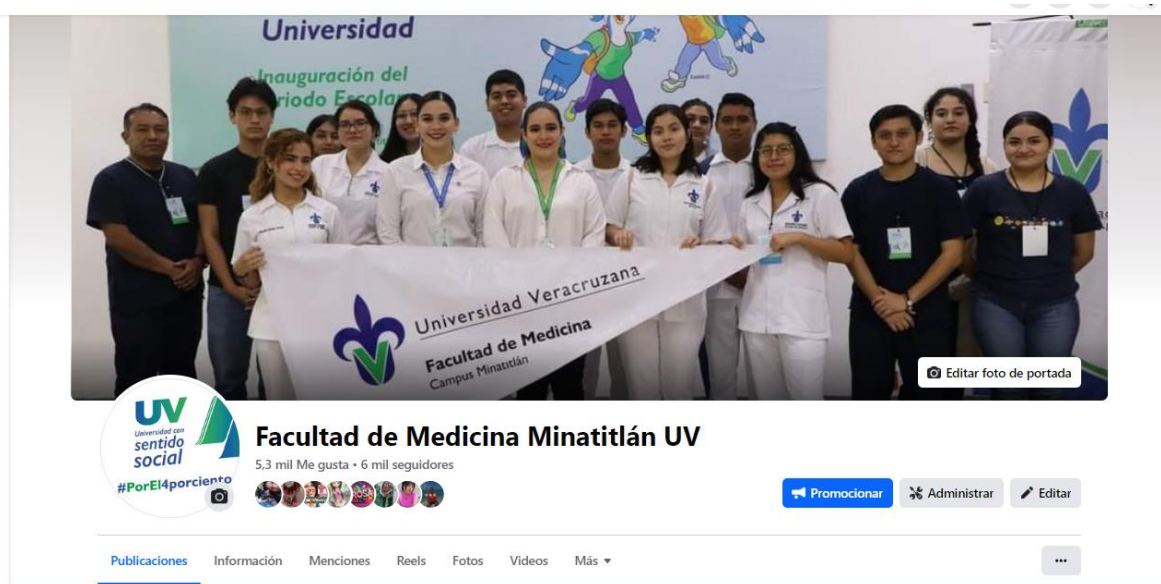 Universidad
Inauguración del
Periodo Escolar
Universidad Veracruzana
Facultad de Medicina
Campus Minatitlán
Editar foto de portada
UV
Universidad con
sentido
social
#PorEl4porciento
Facultad de Medicina Minatitlán UV
5,3 mil Me gusta • 6 mil seguidores
Promocionar
Administrar
Editar
Publicaciones
Información
Menciones
Reels
Fotos
Videos
Más